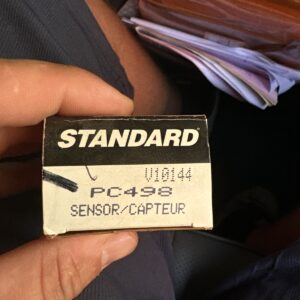 STANDARD
V10144
PC498
SENSOR/CAPTEUR